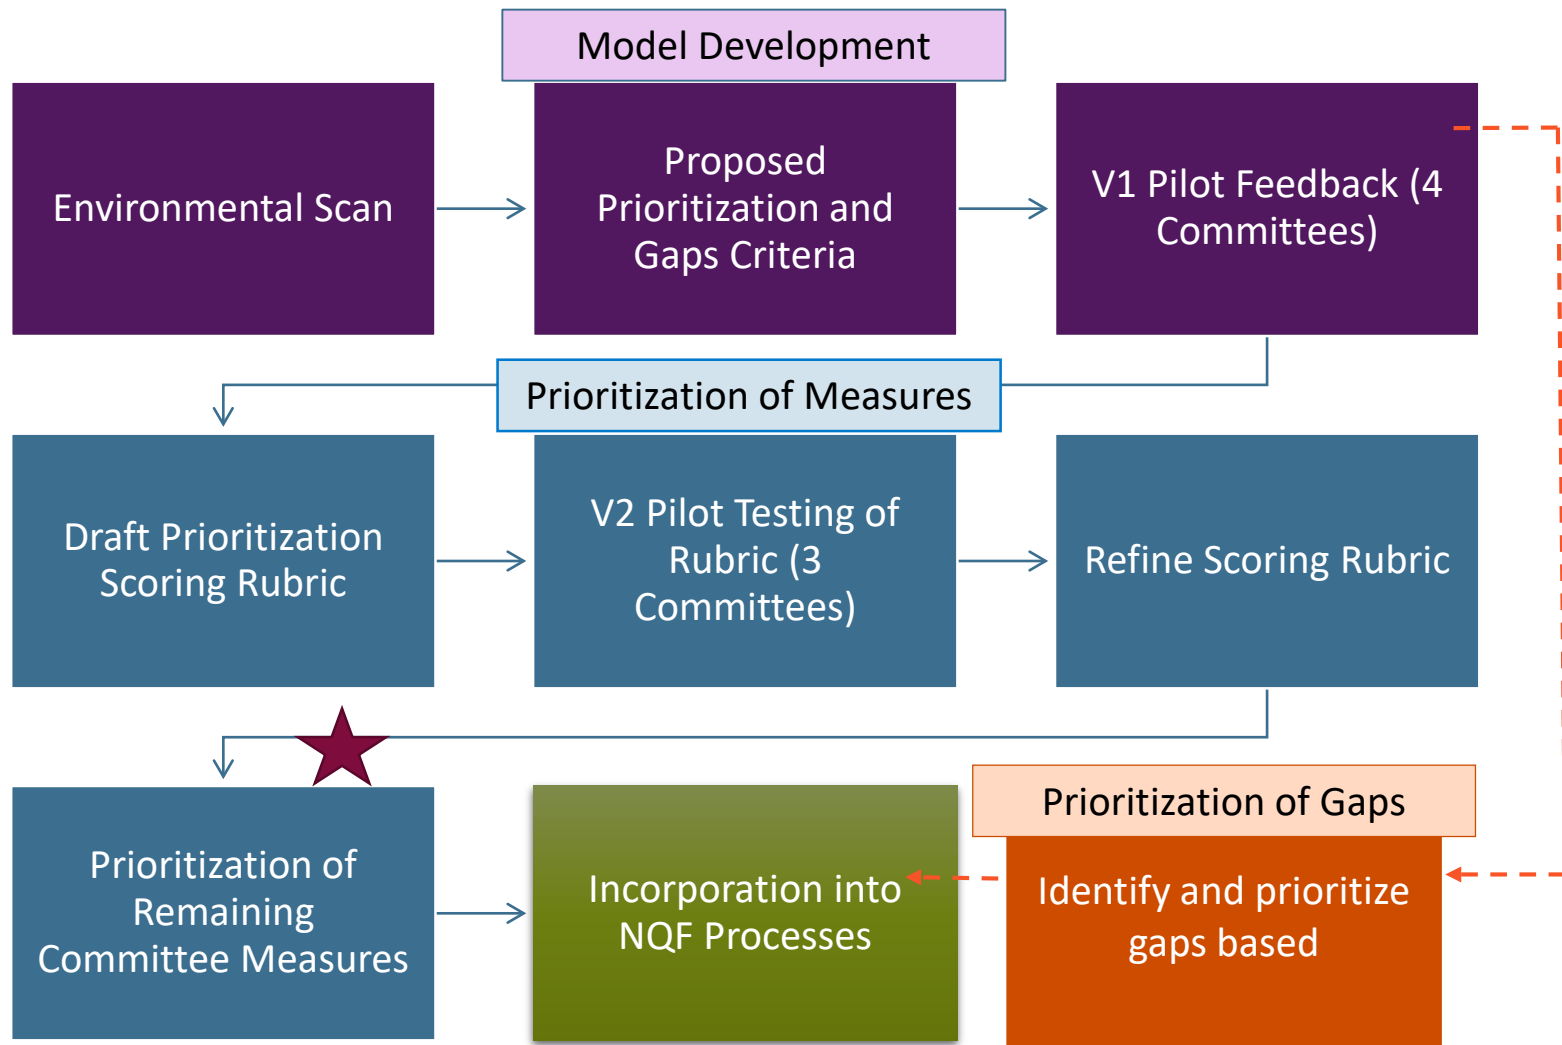 Model Development
Environmental Scan
Proposed
Prioritization and
Gaps Criteria
V1 Pilot Feedback (4
Committees)
Prioritization of Measures
Draft Prioritization
Scoring Rubric
V2 Pilot Testing of
Rubric (3
Committees)
Refine Scoring Rubric
Prioritization of
Remaining
Committee Measures
Incorporation into
NQF Processes
Prioritization of Gaps
Identify and prioritize
gaps based